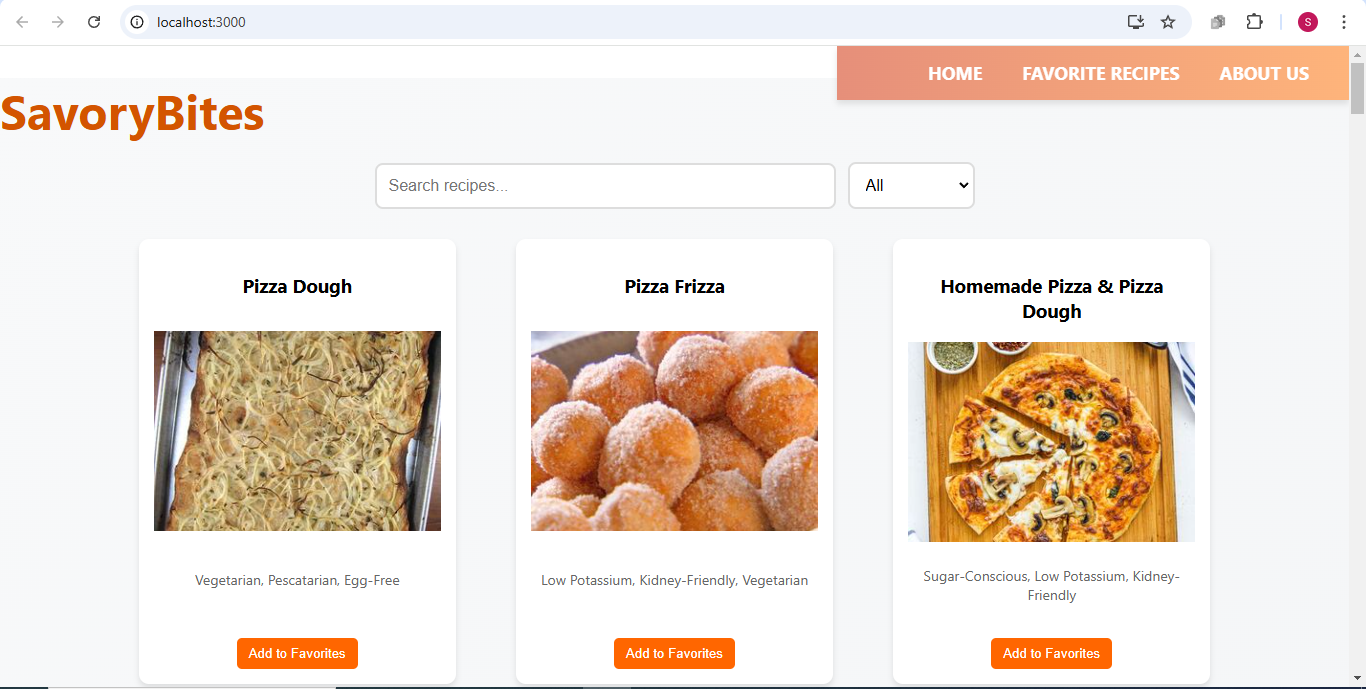 localhost:3000
S
HOME FAVORITE RECIPES ABOUT US
SavoryBites
Search recipes...
All
Pizza Dough
Pizza Frizza
Homemade Pizza & Pizza
Dough
Vegetarian, Pescatarian, Egg-Free
Low Potassium, Kidney-Friendly, Vegetarian
Sugar-Conscious, Low Potassium, Kidney-
Friendly
Add to Favorites
Add to Favorites
Add to Favorites